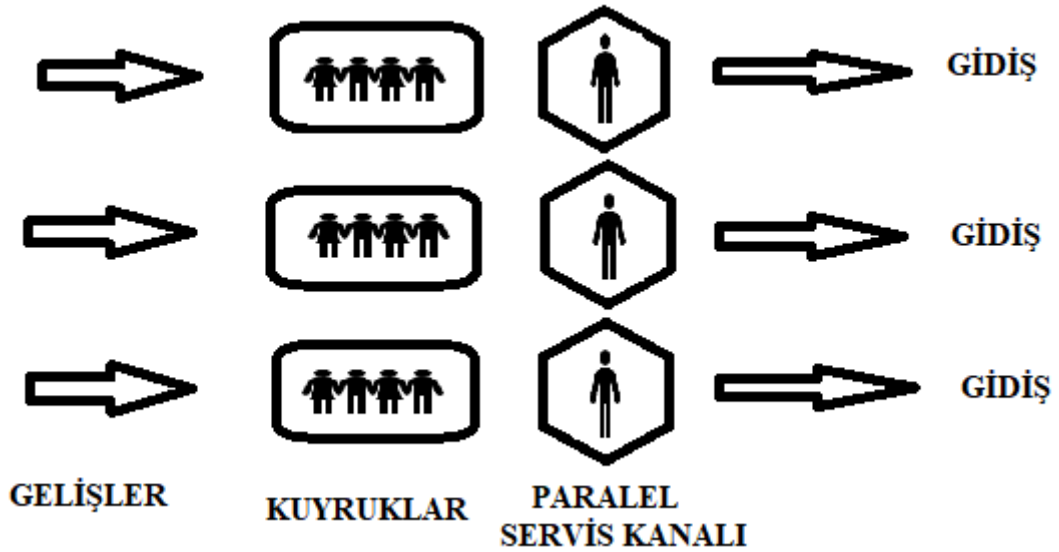 GİDİŞ
GİDİŞ
GİDİŞ
GELİŞLER
KUYRUKLAR
PARALEL
SERVİS KANALI